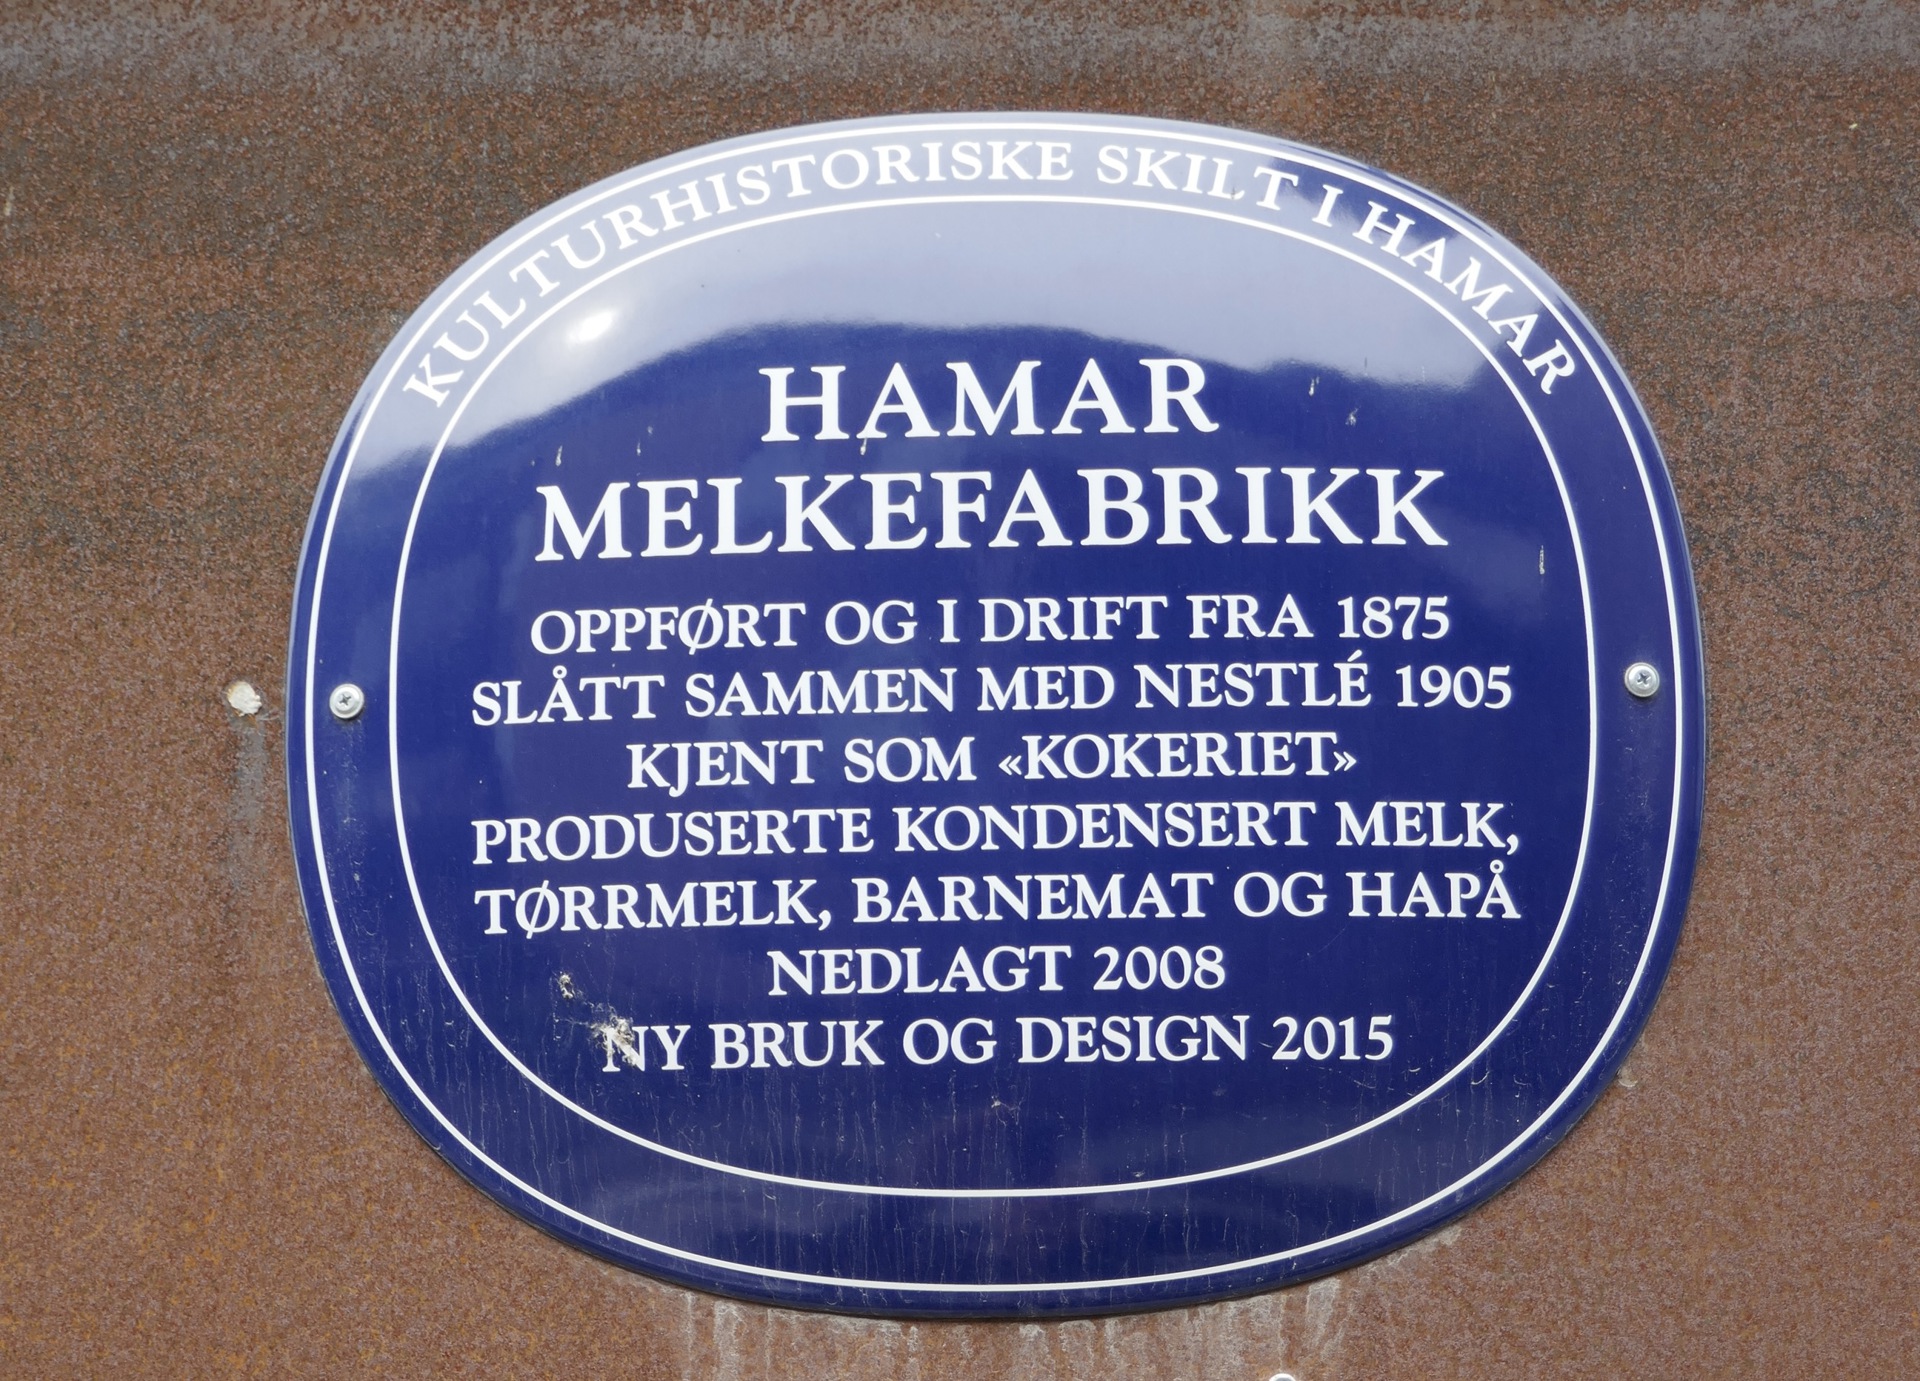 KULTURHISTORISKE SKILT I HAMAR
HAMAR
MELKEFABRIKK
OPPFØRT OG I DRIFT FRA 1875
SLÅTT SAMMEN MED NESTLÉ 1905
KJENT SOM «KOKERIET»
PRODUSERTE KONDENSERT MELK,
TØRRMELK, BARNEMAT OG HAPÅ
NEDLAGT 2008
NY BRUK OG DESIGN 2015